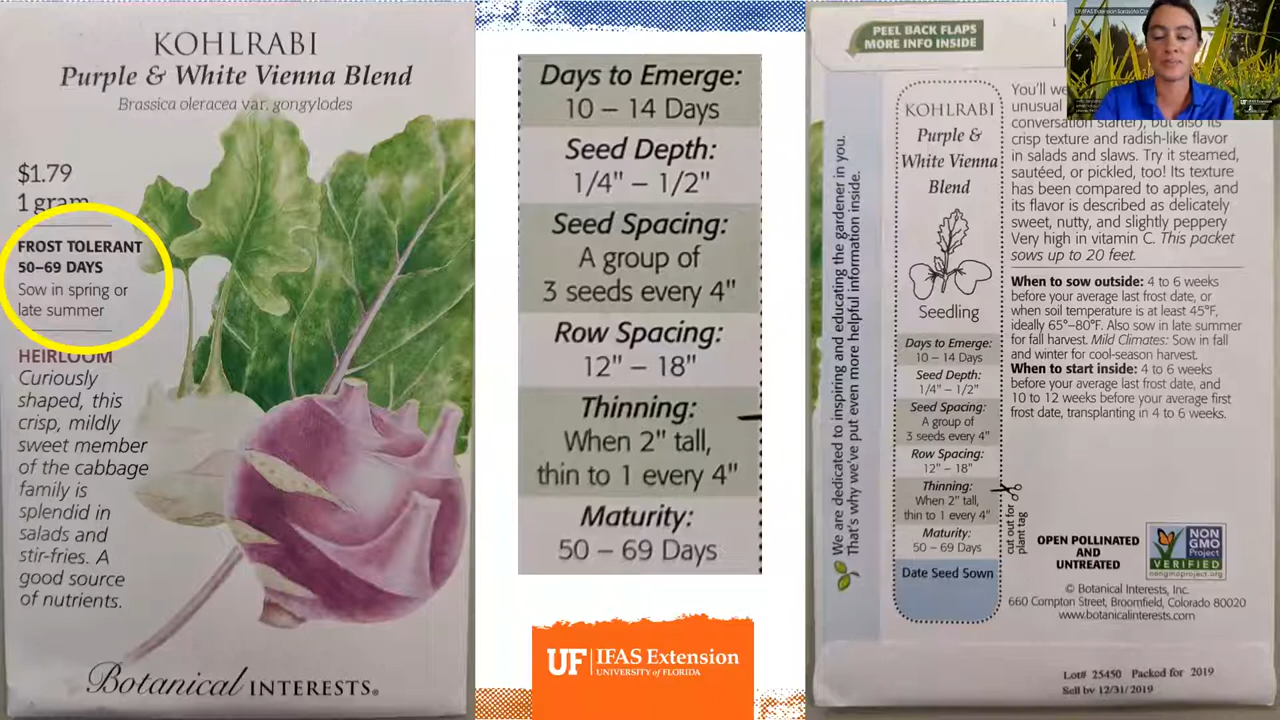 KOHLRABI
Purple & White Vienna Blend
Brassica oleracea var. gongylodes
$1.79
1 gram
FROST TOLERANT
50–69 DAYS
Sow in spring or
late summer
HEIRLOOM
Curiously
shaped, this
crisp, mildly
sweet member
of the cabbage
family is
splendid in
salads and
stir-fries. A
good source
of nutrients.
Botanical INTERESTS®
Days to Emerge:
10 – 14 Days
Seed Depth:
1/4" – 1/2"
Seed Spacing:
A group of
3 seeds every 4"
Row Spacing:
12" – 18"
Thinning:
When 2" tall,
thin to 1 every 4"
Maturity:
50 – 69 Days
UF | IFAS Extension
UNIVERSITY of FLORIDA
PEEL BACK FLAPS
MORE INFO INSIDE
We are dedicated to inspiring and educating the gardener in you.
That's why we've put even more helpful information inside.
KOHLRABI
Purple &
White Vienna
Blend
Seedling
Days to Emerge:
10 – 14 Days
Seed Depth:
1/4" – 1/2"
Seed Spacing:
A group of
3 seeds every 4"
Row Spacing:
12" – 18"
Thinning:
When 2" tall,
thin to 1 every 4"
Maturity:
50 – 69 Days
Date Seed Sown
cut out for
plant tag
You'll
unusual
conversation starter), but also its
crisp texture and radish-like flavor
in salads and slaws. Try it steamed,
sautéed, or pickled, too! Its texture
has been compared to apples, and
its flavor is described as delicately
sweet, nutty, and slightly peppery
Very high in vitamin C. This packet
sows up to 20 feet.
When to sow outside: 4 to 6 weeks
before your average last frost date, or
when soil temperature is at least 45°F,
ideally 65°–80°F. Also sow in late summer
for fall harvest. Mild Climates: Sow in fall
and winter for cool-season harvest.
When to start inside: 4 to 6 weeks
before your average last frost date, and
10 to 12 weeks before your average first
frost date, transplanting in 4 to 6 weeks.
OPEN POLLINATED
AND
UNTREATED
NON
GMO
Project
VERIFIED
nongmoproject.org
© Botanical Interests, Inc.
660 Compton Street, Broomfield, Colorado 80020
www.botanicalinterests.com
Lot# 25450 Packed for 2019
Sell by 12/31/2019
UF/IFAS Extension Sarasota
UF IFAS Extension